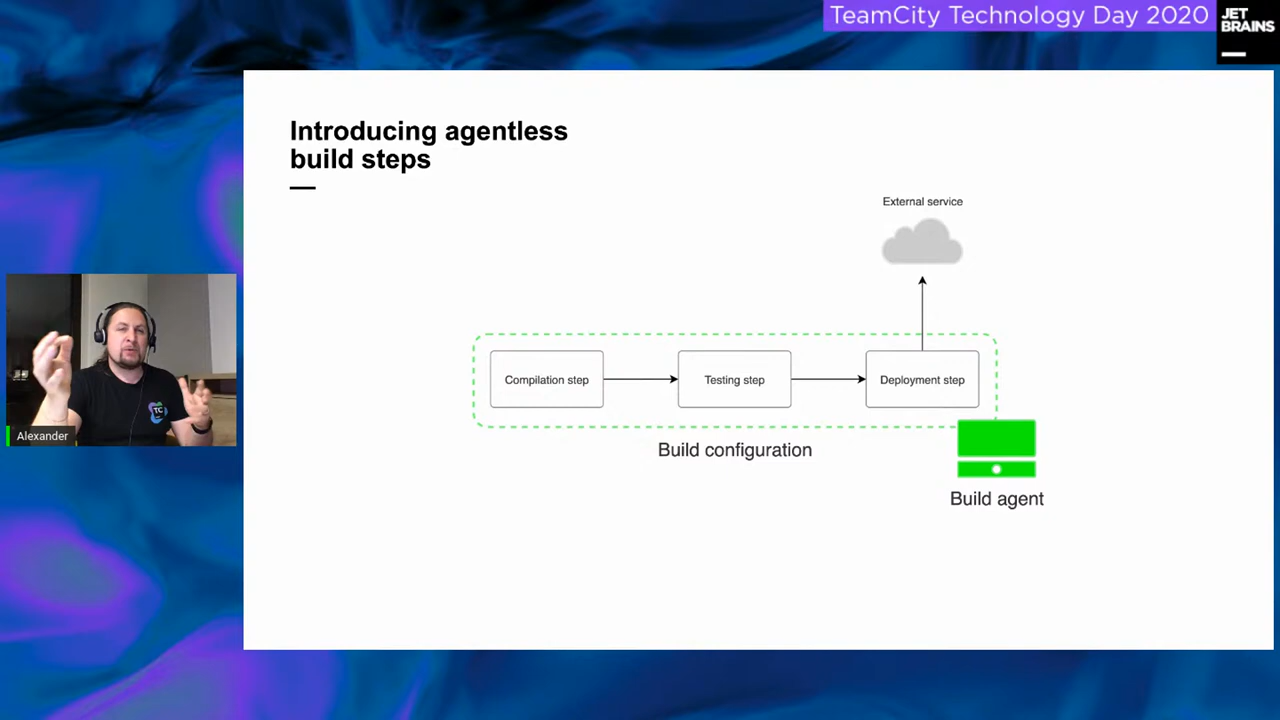 TeamCity Technology Day 2020
JET
BRAINS
Introducing agentless
build steps
External service
Compilation step
Testing step
Deployment step
Build configuration
Build agent
TC
Alexander